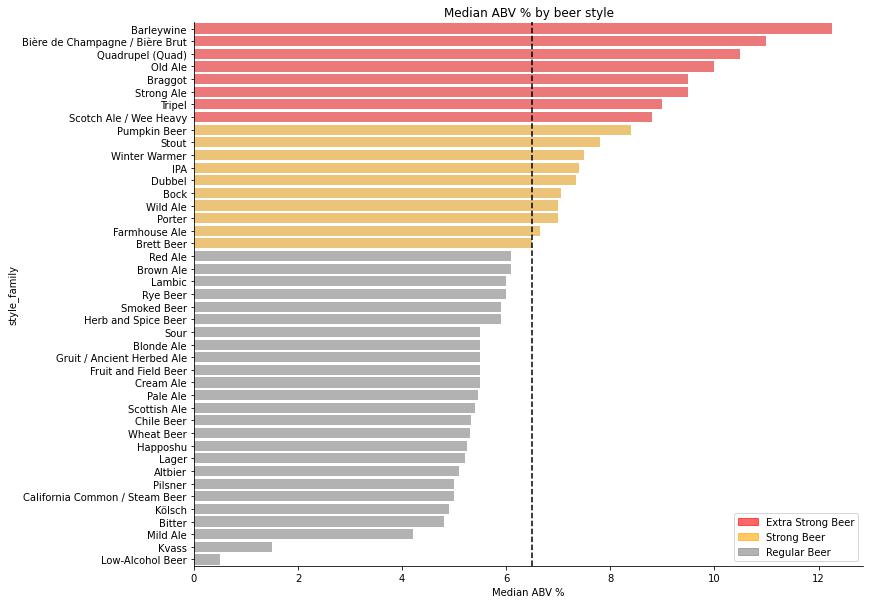 Median ABV % by beer style
style_family
Barleywine
Bière de Champagne / Bière Brut
Quadrupel (Quad)
Old Ale
Braggot
Strong Ale
Tripel
Scotch Ale / Wee Heavy
Pumpkin Beer
Stout
Winter Warmer
IPA
Dubbel
Bock
Wild Ale
Porter
Farmhouse Ale
Brett Beer
Red Ale
Brown Ale
Lambic
Rye Beer
Smoked Beer
Herb and Spice Beer
Sour
Blonde Ale
Gruit / Ancient Herbed Ale
Fruit and Field Beer
Cream Ale
Pale Ale
Scottish Ale
Chile Beer
Wheat Beer
Happoshu
Lager
Altbier
Pilsner
California Common / Steam Beer
Kölsch
Bitter
Mild Ale
Kvass
Low-Alcohol Beer
Extra Strong Beer
Strong Beer
Regular Beer
0 2 4 6 8 10 12
Median ABV %